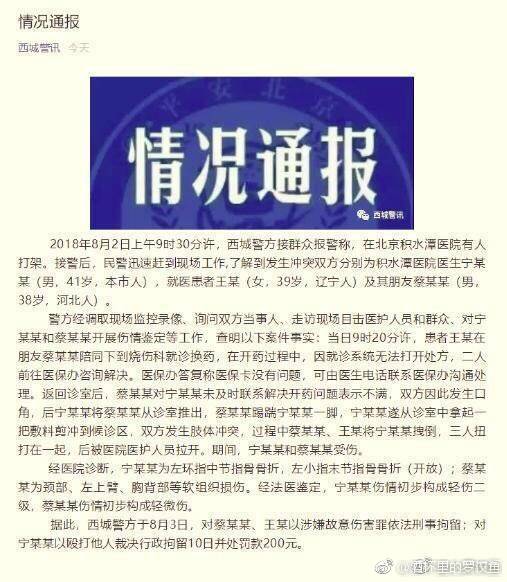 情况通报
西城警讯 今天
平安北京
情况通报
西城警讯
2018年8月2日上午9时30分许，西城警方接群众报警称，在北京积水潭医院有人
打架。接警后，民警迅速赶到现场工作,了解到发生冲突双方分别为积水潭医院医生宁某
某（男，41岁，本市人），就医患者王某（女，39岁，辽宁人）及其朋友蔡某某（男，
38岁，河北人）。
警方经调取现场监控录像、询问双方当事人、走访现场目击医护人员和群众、对宁
某某和蔡某某开展伤情鉴定等工作，查明以下案件事实：当日9时20分许，患者王某在
朋友蔡某某陪同下到烧伤科就诊换药，在开药过程中，因就诊系统无法打开处方，二人
前往医保办咨询解决。医保办答复称医保卡没有问题，可由医生电话联系医保办沟通处
理。返回诊室后，蔡某某对宁某某未及时联系解决开药问题表示不满，双方因此发生口
角，后宁某某将蔡某某从诊室推出，蔡某某踢踹宁某某一脚，宁某某遂从诊室中拿起一
把敷料剪冲到候诊区，双方发生肢体冲突，过程中蔡某某、王某将宁某某拽倒，三人扭
打在一起，后被医院医护人员拉开。期间，宁某某和蔡某某受伤。
经医院诊断，宁某某为左环指中节指骨骨折，左小指末节指骨骨折（开放）；蔡某
某为颈部、左上臂、胸背部等软组织损伤。经法医鉴定，宁某某伤情初步构成轻伤二
级，蔡某某伤情初步构成轻微伤。
据此，西城警方于8月3日，对蔡某某、王某以涉嫌故意伤害罪依法刑事拘留；对
宁某某以殴打他人裁决行政拘留10日并处罚款200元。